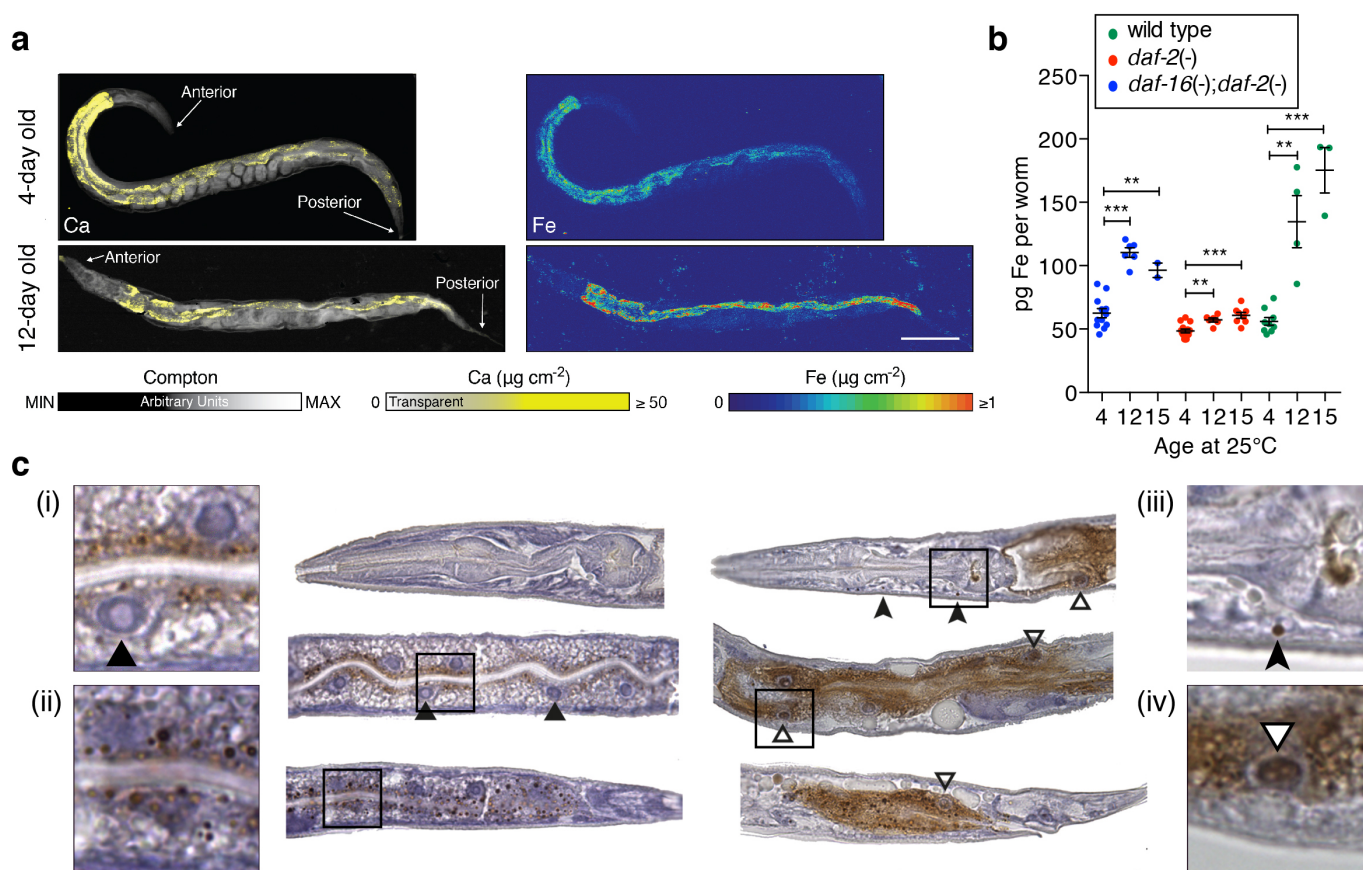 a
4-day old
Anterior
Posterior
Ca
Fe
12-day old
Anterior
Posterior
Compton
MIN Arbitrary Units MAX
Ca (µg cm-2)
0 Transparent ≥ 50
Fe (µg cm-2)
0 ≥1
b
wild type
daf-2(-)
daf-16(-);daf-2(-)
pg Fe per worm
250
200
150
100
50
0
*** **
** ***
** ***
4 12 15 4 12 15 4 12 15
Age at 25°C
c
(i)
(ii)
(iii)
(iv)